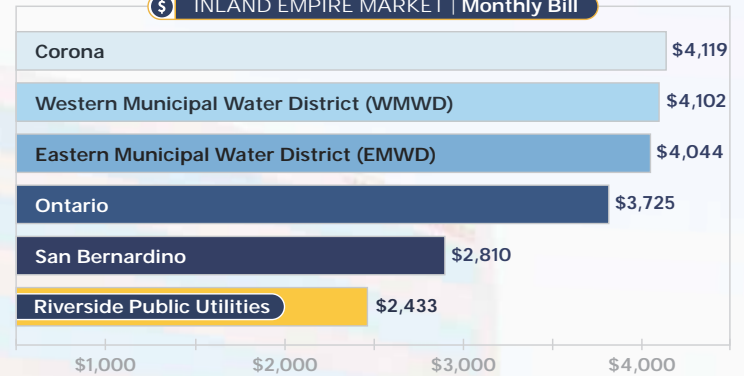 $ INLAND EMPIRE MARKET | Monthly Bill
Corona $4,119
Western Municipal Water District (WMWD) $4,102
Eastern Municipal Water District (EMWD) $4,044
Ontario $3,725
San Bernardino $2,810
Riverside Public Utilities $2,433
$1,000 $2,000 $3,000 $4,000